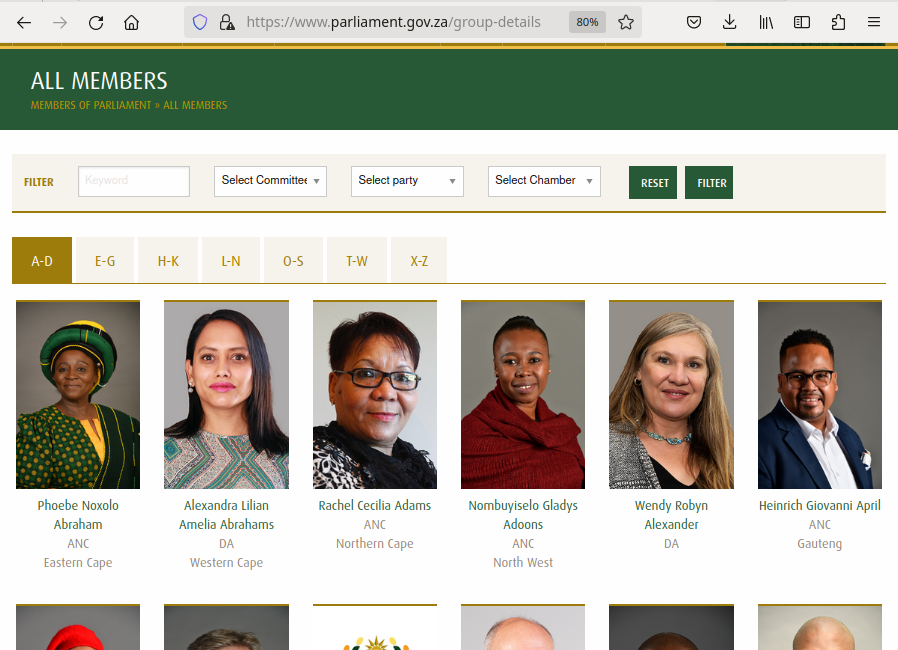 https://www.parliament.gov.za/group-details
80%
ALL MEMBERS
MEMBERS OF PARLIAMENT » ALL MEMBERS
FILTER
Keyword
Select Committee
Select party
Select Chamber
RESET
FILTER
A-D
E-G
H-K
L-N
O-S
T-W
X-Z
Phoebe Noxolo
Abraham
ANC
Eastern Cape
Alexandra Lilian
Amelia Abrahams
DA
Western Cape
Rachel Cecilia Adams
ANC
Northern Cape
Nombuyiselo Gladys
Adoons
ANC
North West
Wendy Robyn
Alexander
DA
Heinrich Giovanni April
ANC
Gauteng